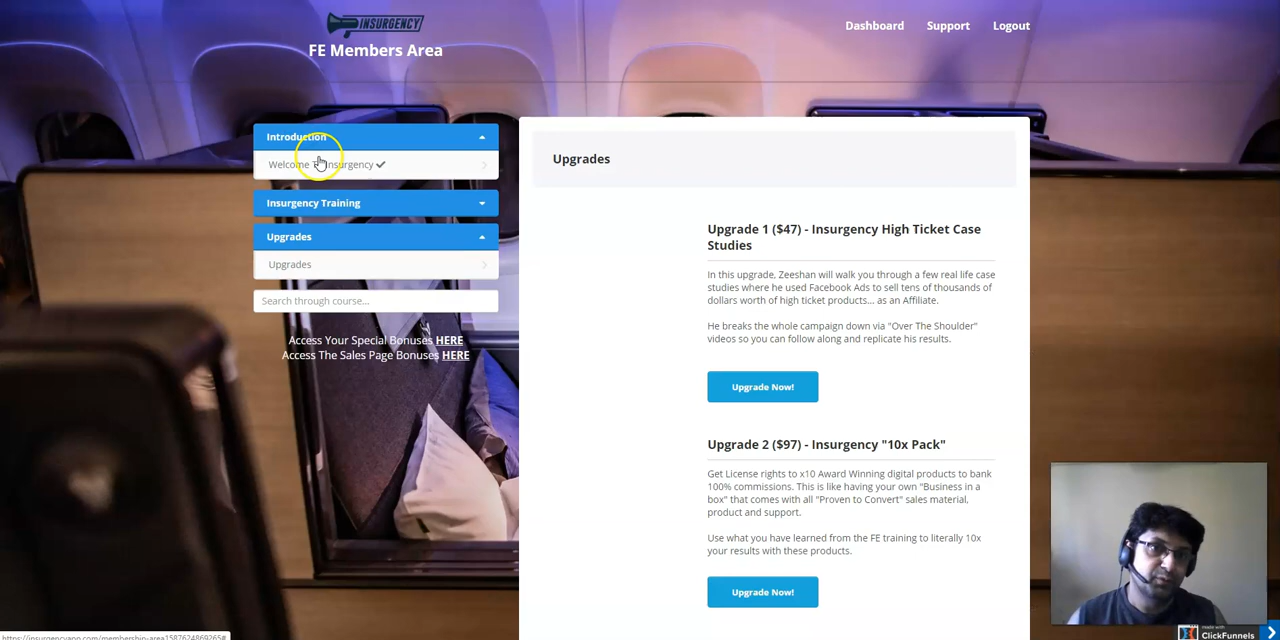 INSURGENCY
FE Members Area
Dashboard
Support
Logout
Introduction
Welcome Insurgency
Insurgency Training
Upgrades
Upgrades
Search through course...
Access Your Special Bonuses HERE
Access The Sales Page Bonuses HERE
Upgrades
Upgrade 1 ($47) - Insurgency High Ticket Case
Studies
In this upgrade, Zeeshan will walk you through a few real life case
studies where he used Facebook Ads to sell tens of thousands of
dollars worth of high ticket products... as an Affiliate.
He breaks the whole campaign down via "Over The Shoulder"
videos so you can follow along and replicate his results.
Upgrade Now!
Upgrade 2 ($97) - Insurgency "10x Pack"
Get License rights to x10 Award Winning digital products to bank
100% commissions. This is like having your own "Business in a
box" that comes with all "Proven to Convert" sales material,
product and support.
Use what you have learned from the FE training to literally 10x
your results with these products.
Upgrade Now!
https://insurgencyapp.com/membership-area1587624869265#
made with
ClickFunnels